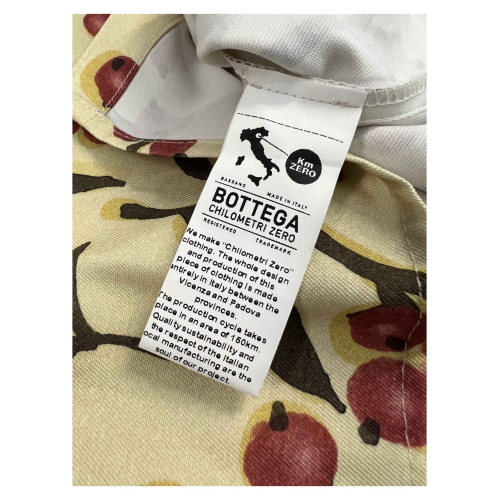 Km
ZERO
BAXRANO MADE IN ITALY
BOTTEGA
CHILOMETRI ZERO
REGISTERED TRADEMARK
We make "Chilometri Zero"
clothing. The whole design
and production of this
piece of clothing is made
entirely in Italy between the
Vicenza and Padova
provinces.
The production cycle takes
place in an area of 150km.
Quality sustainability and
the respect of the italian
local manufacturing are the
soul of our project.